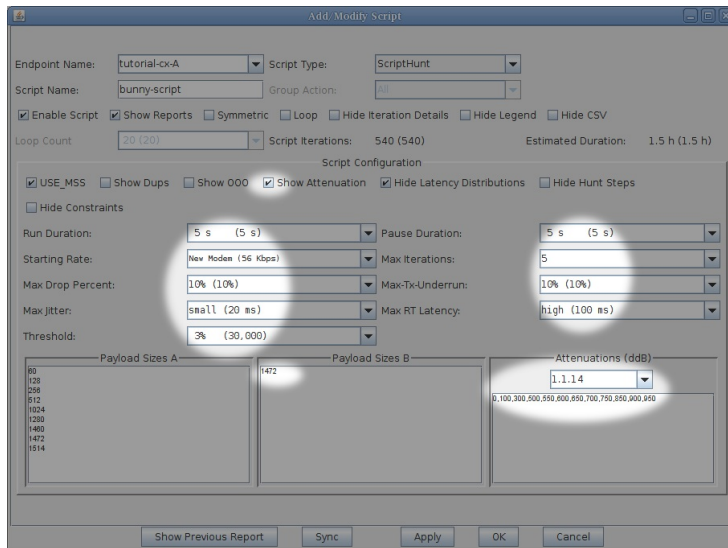 Add, Modify Script
Endpoint Name: tutorial-cx-A Script Type: ScriptHunt
Script Name: bunny-script Group Action: All
Enable Script Show Reports Symmetric Loop Hide Iteration Details Hide Legend Hide CSV
Loop Count 20 (20) Script Iterations: 540 (540) Estimated Duration: 1.5 h (1.5 h)
Script Configuration
USE_MSS Show Dups Show OOO Show Attenuation Hide Latency Distributions Hide Hunt Steps
Hide Constraints
Run Duration: 5 s (5 s) Pause Duration: 5 s (5 s)
Starting Rate: New Modem (56 Kbps) Max Iterations: 5
Max Drop Percent: 10% (10%) Max-Tx-Underrun: 10% (10%)
Max Jitter: small (20 ms) Max RT Latency: high (100 ms)
Threshold: 3% (30,000)
Payload Sizes A
60
128
256
512
1024
1280
1460
1472
1514
Payload Sizes B
1472
Attenuations (ddB)
1.1.14
0,100,300,500,550,600,650,700,750,850,900,950
Show Previous Report Sync Apply OK Cancel